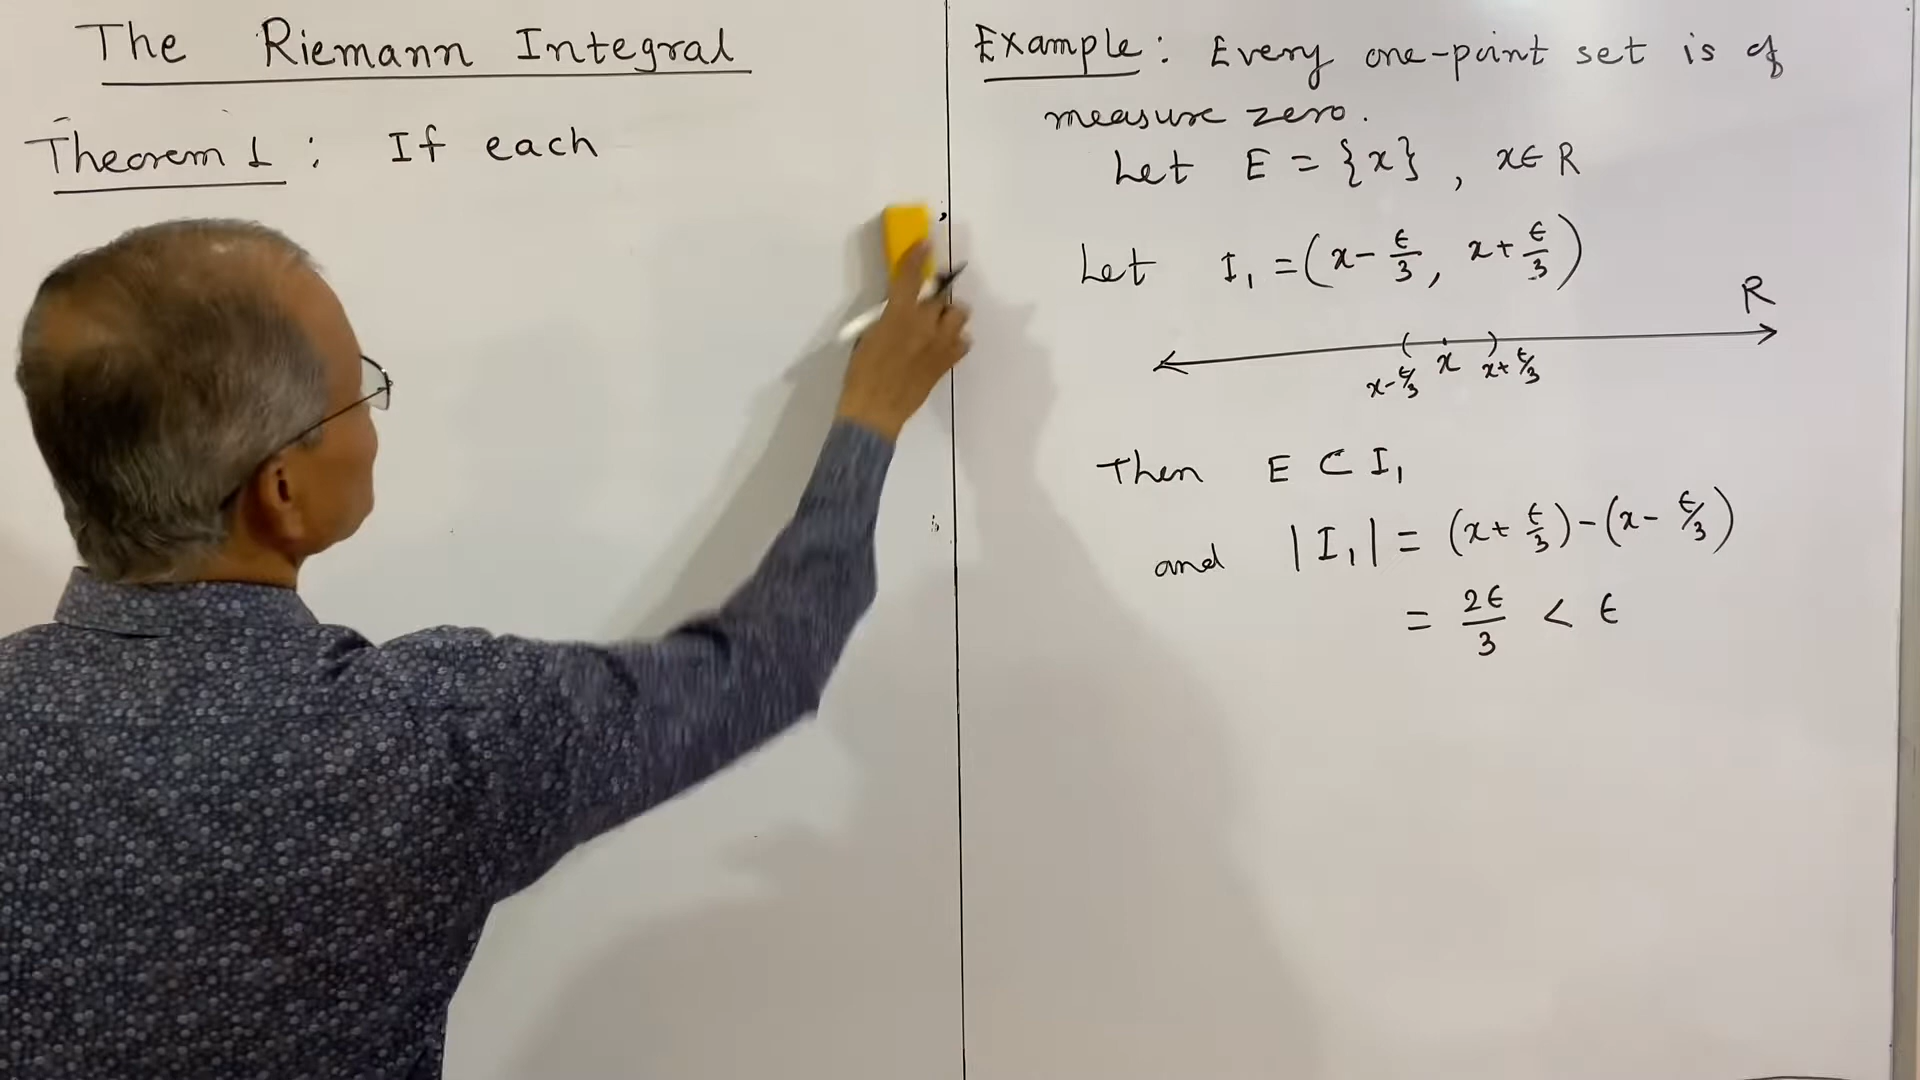 The Riemann Integral
Theorem 1 : If each
Example : Every one-point set is of
measure zero.
Let E = {x} , x ∈ R
Let I₁ = (x - ϵ/3, x + ϵ/3)
R
x-ϵ/3 x x+ϵ/3
Then E ⊂ I₁
and |I₁| = (x + ϵ/3) - (x - ϵ/3)
= 2ϵ/3 < ϵ